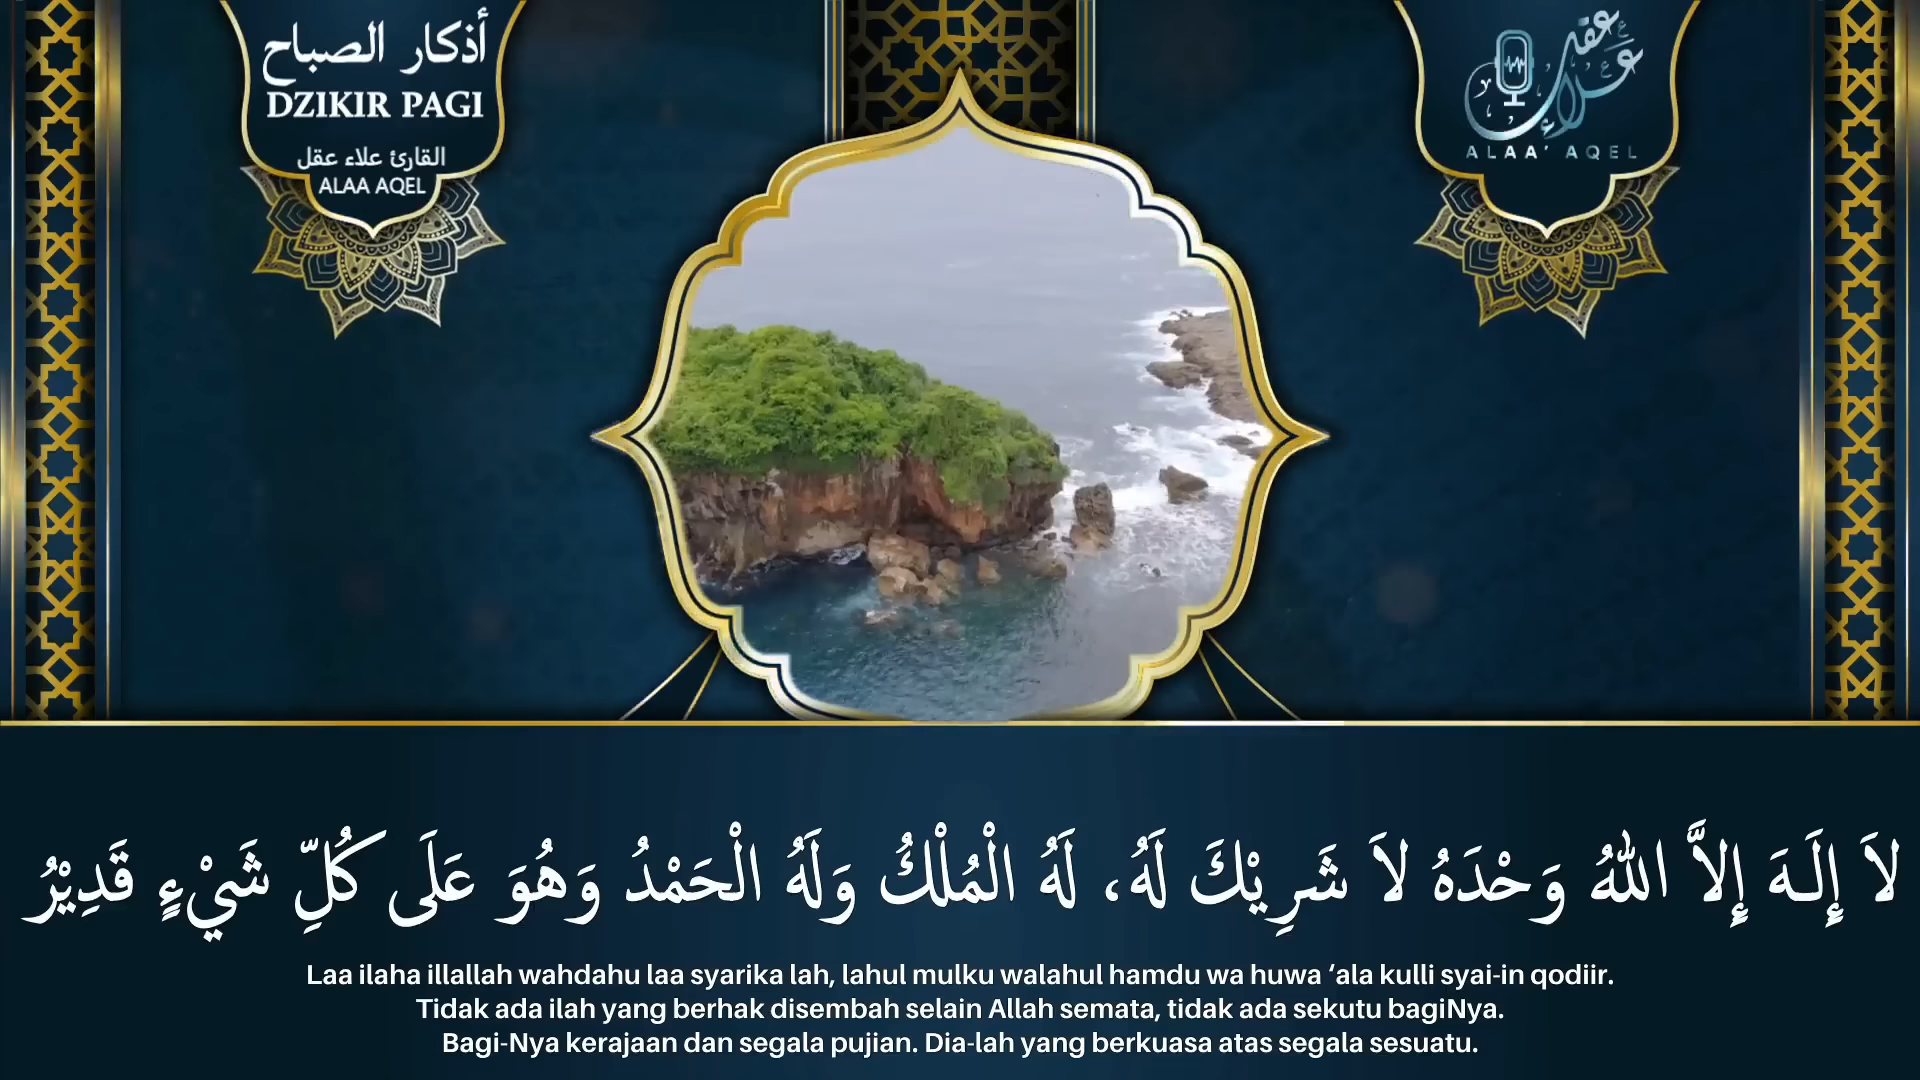 أذكار الصباح
DZIKIR PAGI
القارئ علاء عقل
ALAA AQEL
علاء عقل
ALAA' AQEL
لاَ إِلَـهَ إِلاَّ اللهُ وَحْدَهُ لاَ شَرِيْكَ لَهُ، لَهُ الْمُلْكُ وَلَهُ الْحَمْدُ وَهُوَ عَلَى كُلِّ شَيْءٍ قَدِيْرُ
Laa ilaha illallah wahdahu laa syarika lah, lahul mulku walahul hamdu wa huwa ‘ala kulli syai-in qodiir.
Tidak ada ilah yang berhak disembah selain Allah semata, tidak ada sekutu bagiNya.
Bagi-Nya kerajaan dan segala pujian. Dia-lah yang berkuasa atas segala sesuatu.